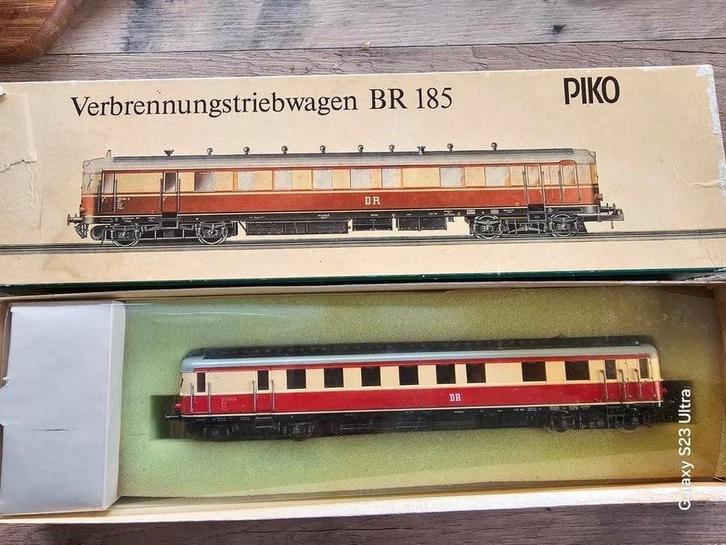 Verbrennungstriebwagen BR 185
PIKO
DR
DR
Galaxy S23 Ultra